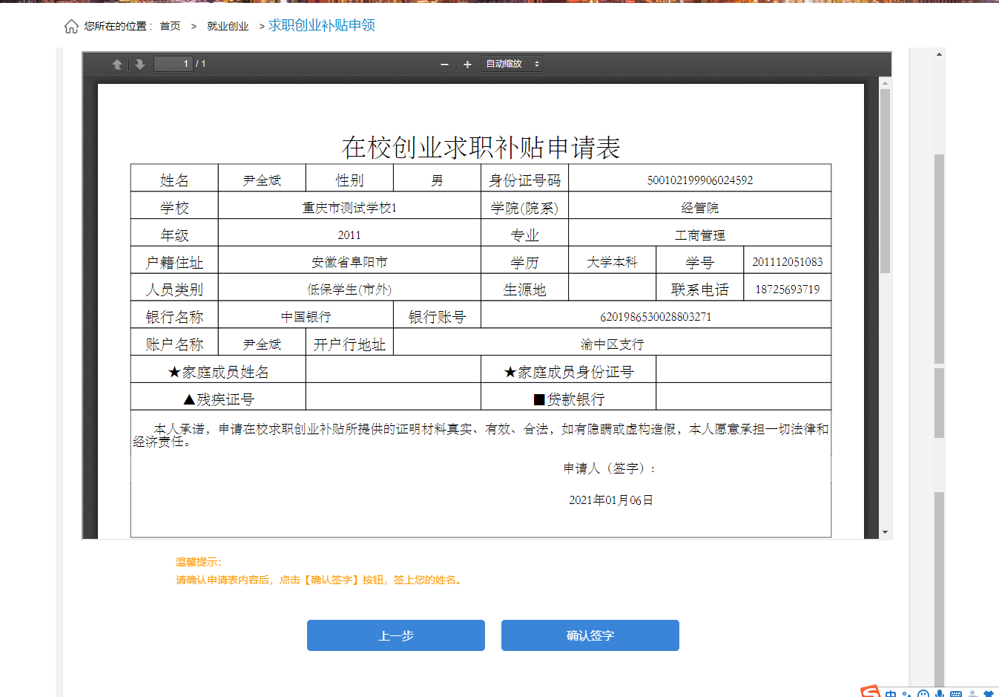 您所在的位置： 首页 > 就业创业 > 求职创业补贴申领
1 / 1 自动缩放
在校创业求职补贴申请表
姓名 尹全斌 性别 男 身份证号码 500102199906024592
学校 重庆市测试学校1 学院(院系) 经管院
年级 2011 专业 工商管理
户籍住址 安徽省阜阳市 学历 大学本科 学号 201112051083
人员类别 低保学生(市外) 生源地 联系电话 18725693719
银行名称 中国银行 银行账号 6201986530028803271
账户名称 尹全斌 开户行地址 渝中区支行
★家庭成员姓名 ★家庭成员身份证号
▲残疾证号 ■贷款银行
本人承诺，申请在校求职创业补贴所提供的证明材料真实、有效、合法，如有隐瞒或虚构造假，本人愿意承担一切法律和
经济责任。
申请人（签字）：
2021年01月06日
温馨提示：
请确认申请表内容后，点击【确认签字】按钮，签上您的姓名。
上一步 确认签字
中